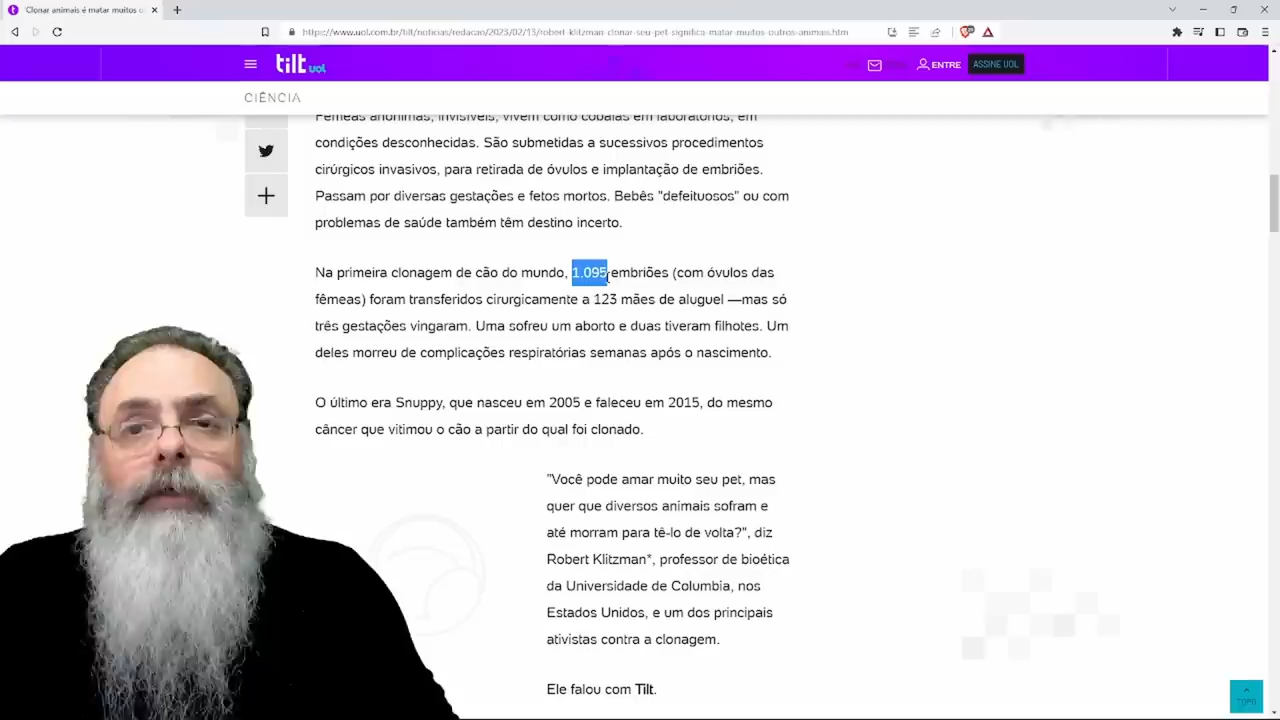 'Clonar animais é matar muitos o
https://www.uol.com.br/tilt/noticias/redacao/2023/02/13/robert-klitzman-clonar-seu-pet-significa-matar-muitos-outros-animais.htm
tilt uol
ENTRE
ASSINE UOL
CIÊNCIA
Fêmeas anônimas, invisíveis, vivem como cobaias em laboratórios, em
condições desconhecidas. São submetidas a sucessivos procedimentos
cirúrgicos invasivos, para retirada de óvulos e implantação de embriões.
Passam por diversas gestações e fetos mortos. Bebês "defeituosos" ou com
problemas de saúde também têm destino incerto.
Na primeira clonagem de cão do mundo, 1.095 embriões (com óvulos das
fêmeas) foram transferidos cirurgicamente a 123 mães de aluguel —mas só
três gestações vingaram. Uma sofreu um aborto e duas tiveram filhotes. Um
deles morreu de complicações respiratórias semanas após o nascimento.
O último era Snuppy, que nasceu em 2005 e faleceu em 2015, do mesmo
câncer que vitimou o cão a partir do qual foi clonado.
"Você pode amar muito seu pet, mas
quer que diversos animais sofram e
até morram para tê-lo de volta?", diz
Robert Klitzman*, professor de bioética
da Universidade de Columbia, nos
Estados Unidos, e um dos principais
ativistas contra a clonagem.
Ele falou com Tilt.
TOPO